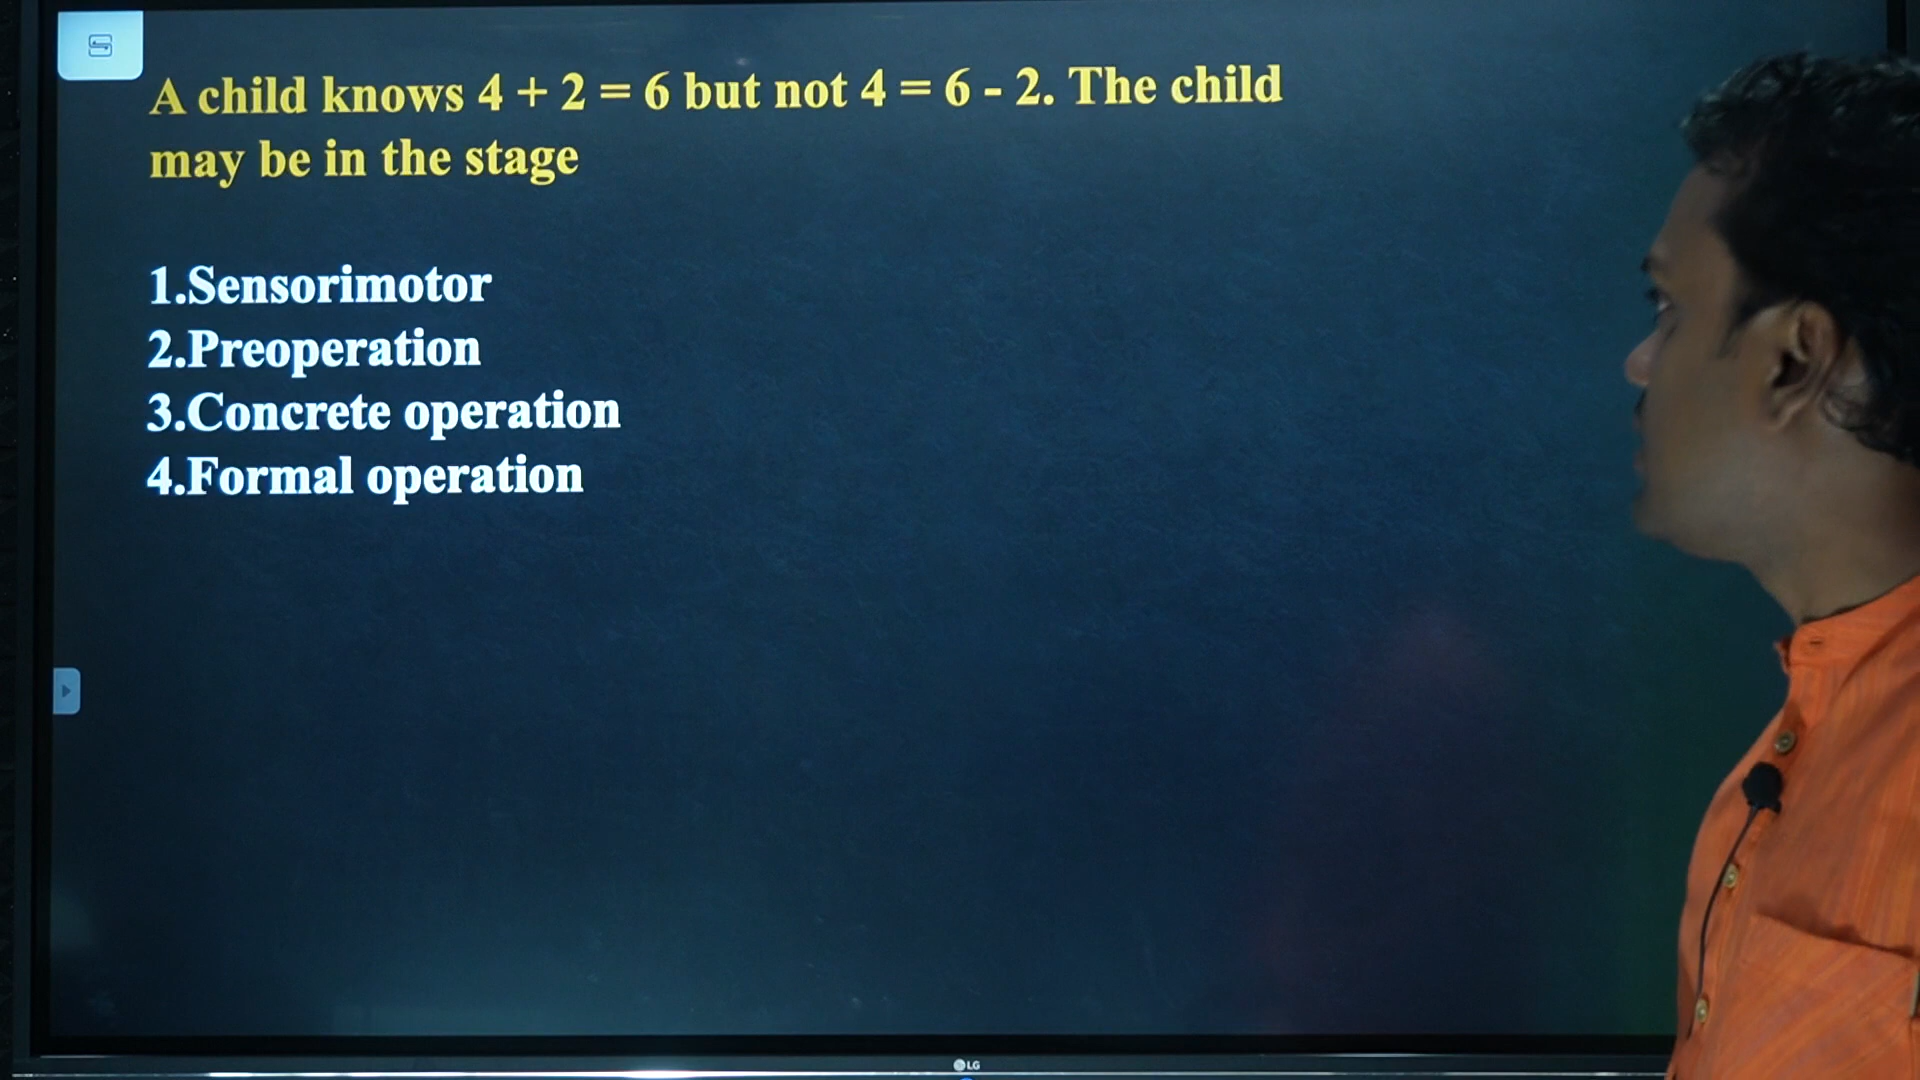 A child knows 4 + 2 = 6 but not 4 = 6 - 2. The child
may be in the stage
1.Sensorimotor
2.Preoperation
3.Concrete operation
4.Formal operation
LG